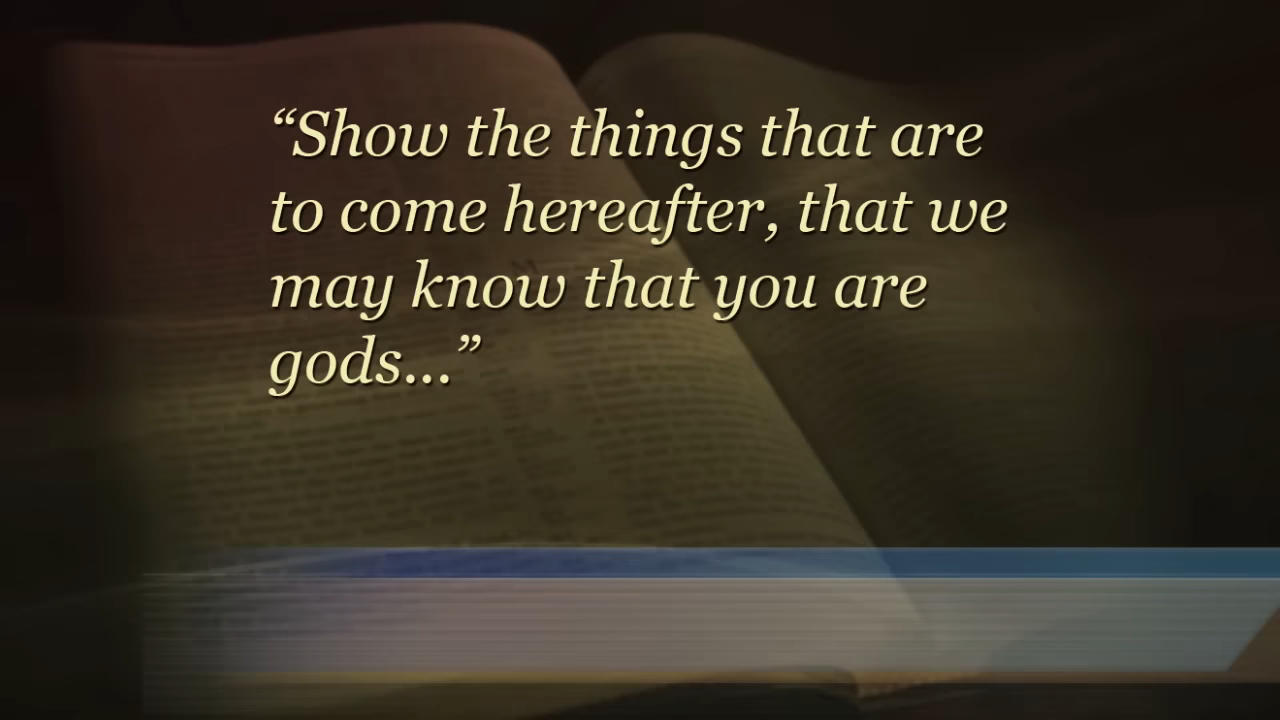 “Show the things that are
to come hereafter, that we
may know that you are
gods...”